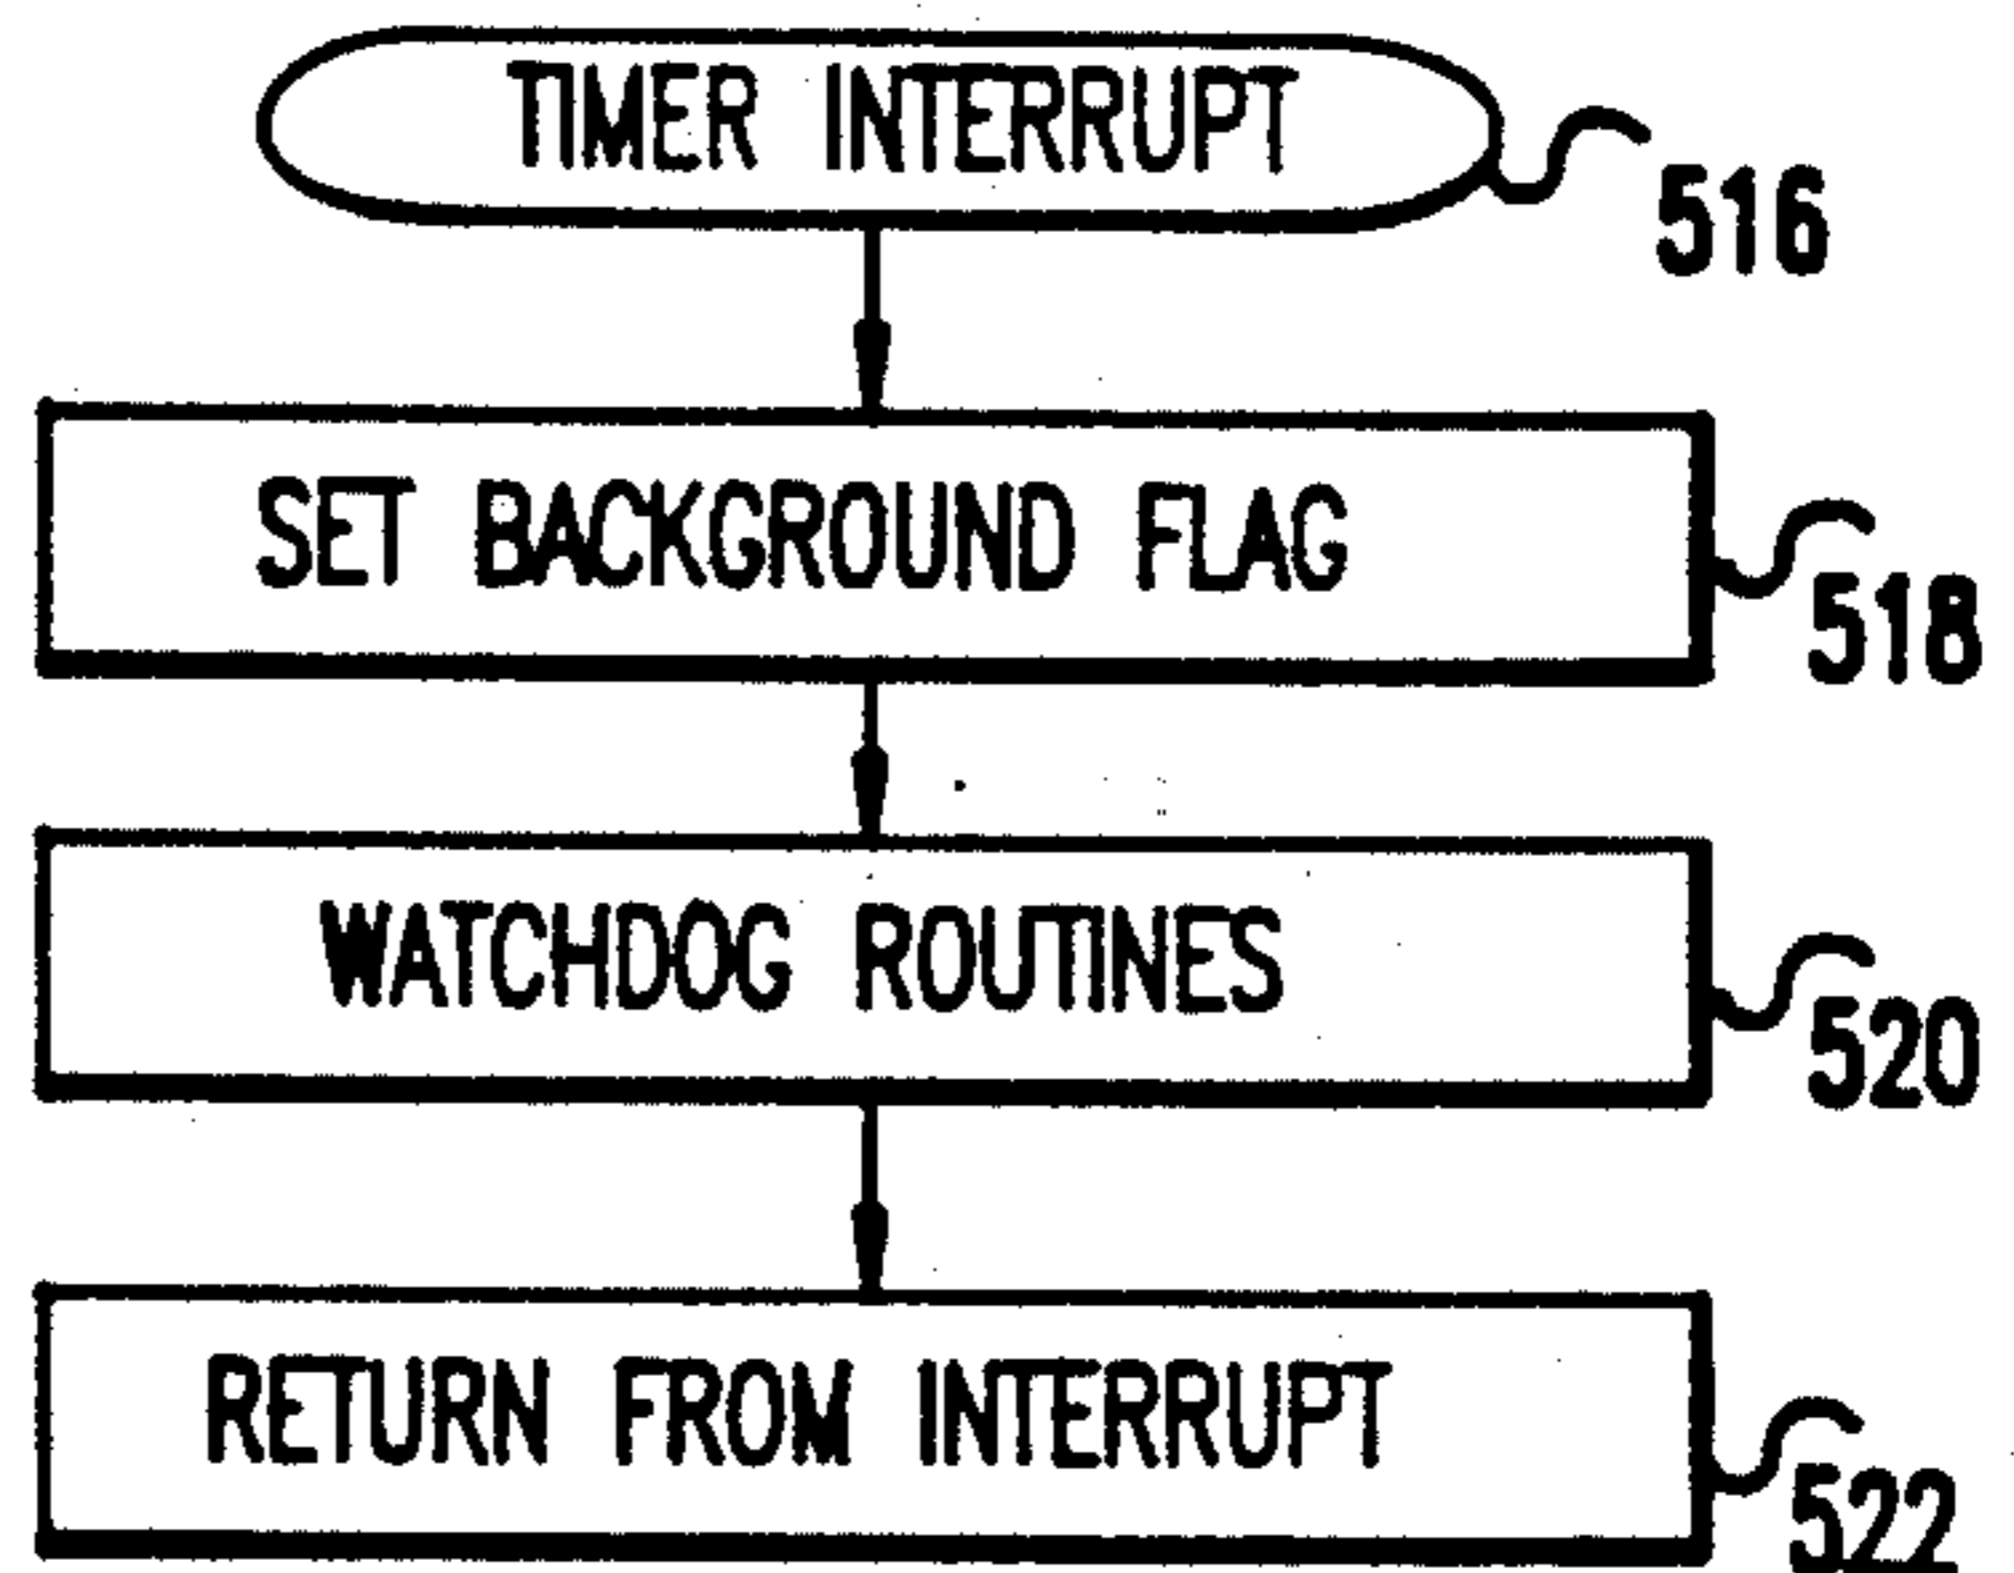 TIMER INTERRUPT
516
SET BACKGROUND FLAG
518
WATCHDOG ROUTINES
520
RETURN FROM INTERRUPT
522